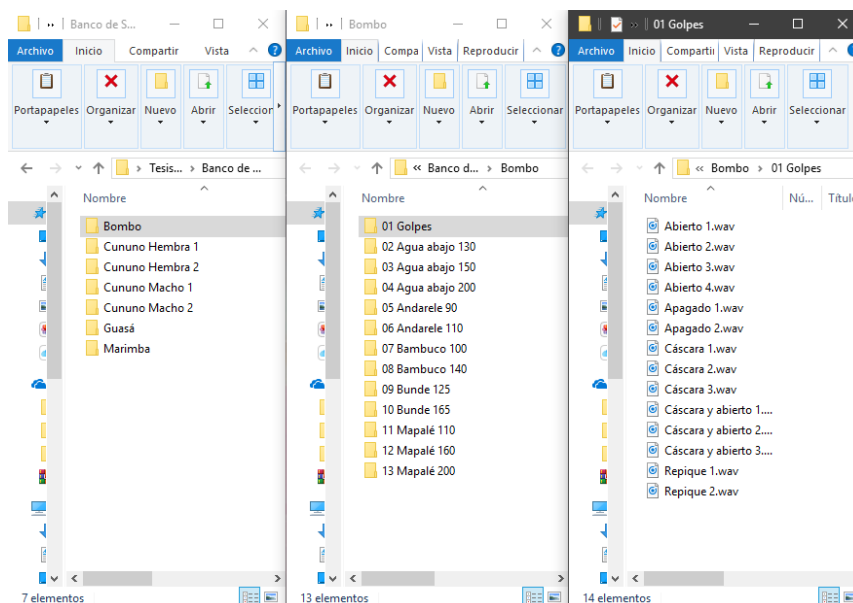 Banco de S...
Archivo Inicio Compartir Vista
Portapapeles Organizar Nuevo Abrir Seleccior
Tesis... > Banco de ...
Nombre
Bombo
Cununo Hembra 1
Cununo Hembra 2
Cununo Macho 1
Cununo Macho 2
Guasá
Marimba
7 elementos
Bombo
Archivo Inicio Compa Vista Reproducir
Portapapeles Organizar Nuevo Abrir Seleccionar
« Banco d... > Bombo
Nombre
01 Golpes
02 Agua abajo 130
03 Agua abajo 150
04 Agua abajo 200
05 Andarele 90
06 Andarele 110
07 Bambuco 100
08 Bambuco 140
09 Bunde 125
10 Bunde 165
11 Mapalé 110
12 Mapalé 160
13 Mapalé 200
13 elementos
01 Golpes
Archivo Inicio Compartii Vista Reproducir
Portapapeles Organizar Nuevo Abrir Seleccionar
« Bombo > 01 Golpes
Nombre Nú... Título
Abierto 1.wav
Abierto 2.wav
Abierto 3.wav
Abierto 4.wav
Apagado 1.wav
Apagado 2.wav
Cáscara 1.wav
Cáscara 2.wav
Cáscara 3.wav
Cáscara y abierto 1....
Cáscara y abierto 2....
Cáscara y abierto 3....
Repique 1.wav
Repique 2.wav
14 elementos